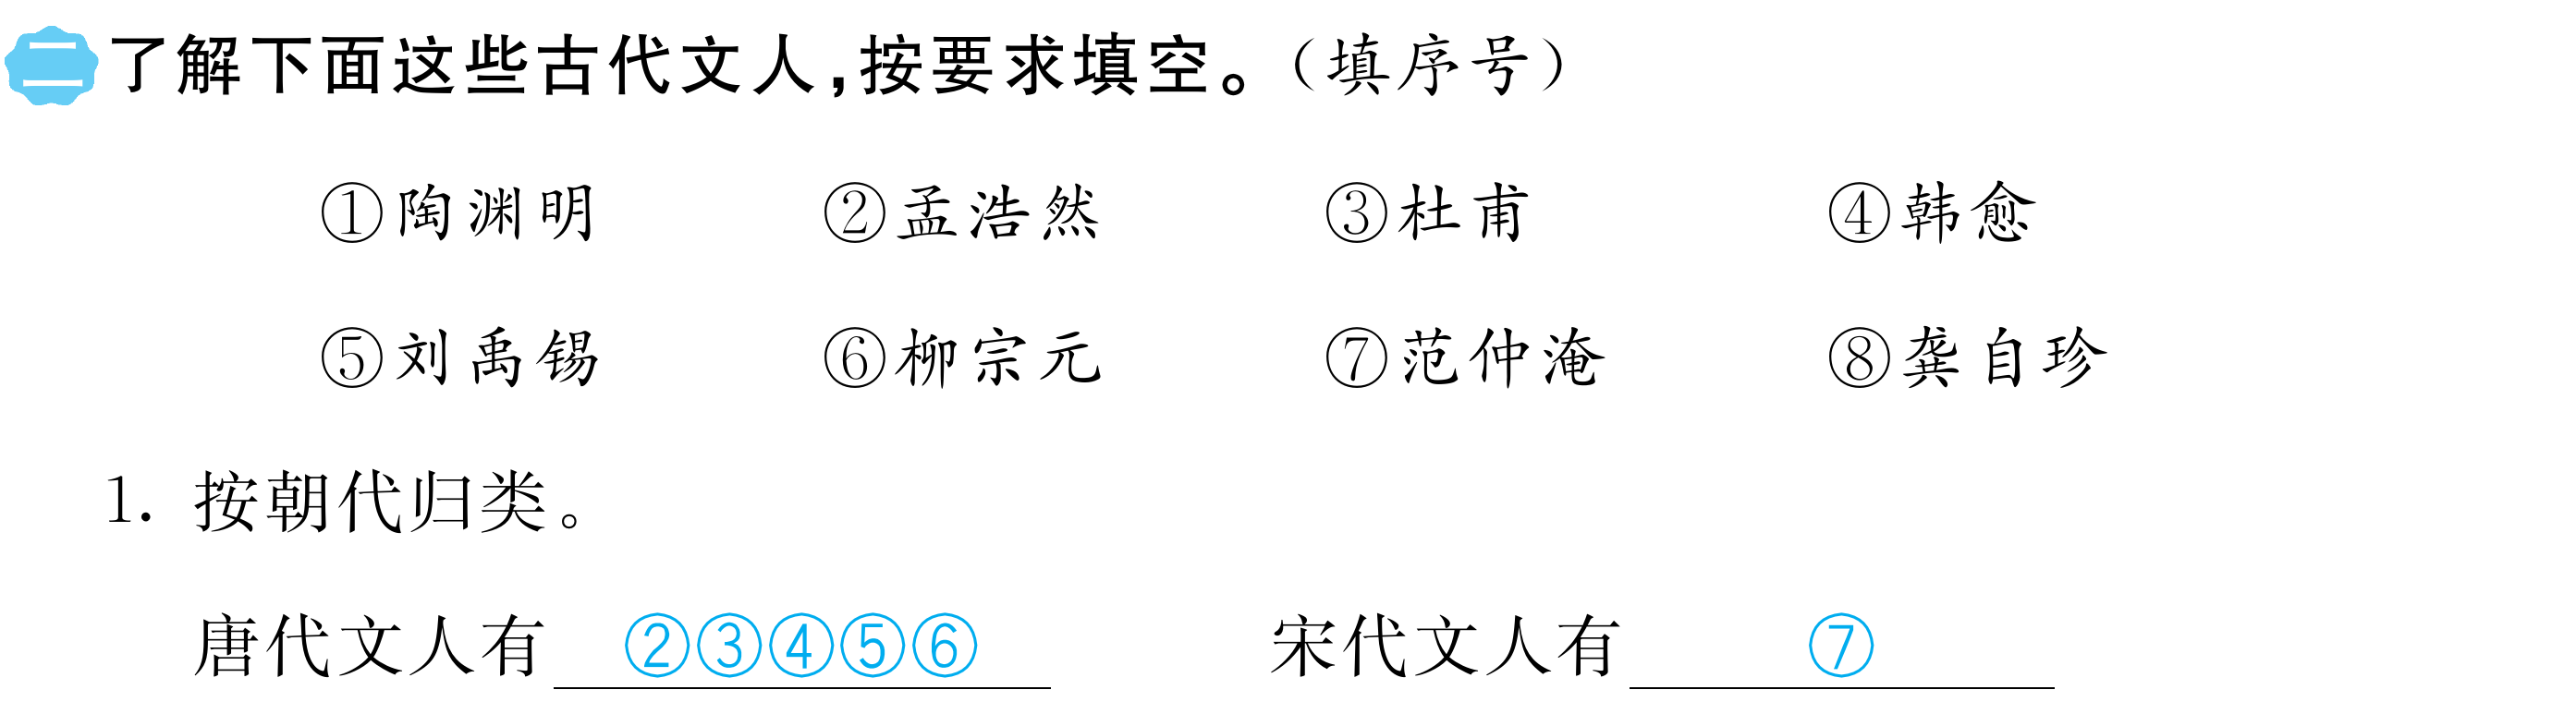 二 了解下面这些古代文人,按要求填空。(填序号)
①陶渊明 ②孟浩然 ③杜甫 ④韩愈
⑤刘禹锡 ⑥柳宗元 ⑦范仲淹 ⑧龚自珍
1. 按朝代归类。
唐代文人有 ②③④⑤⑥ 宋代文人有 ⑦